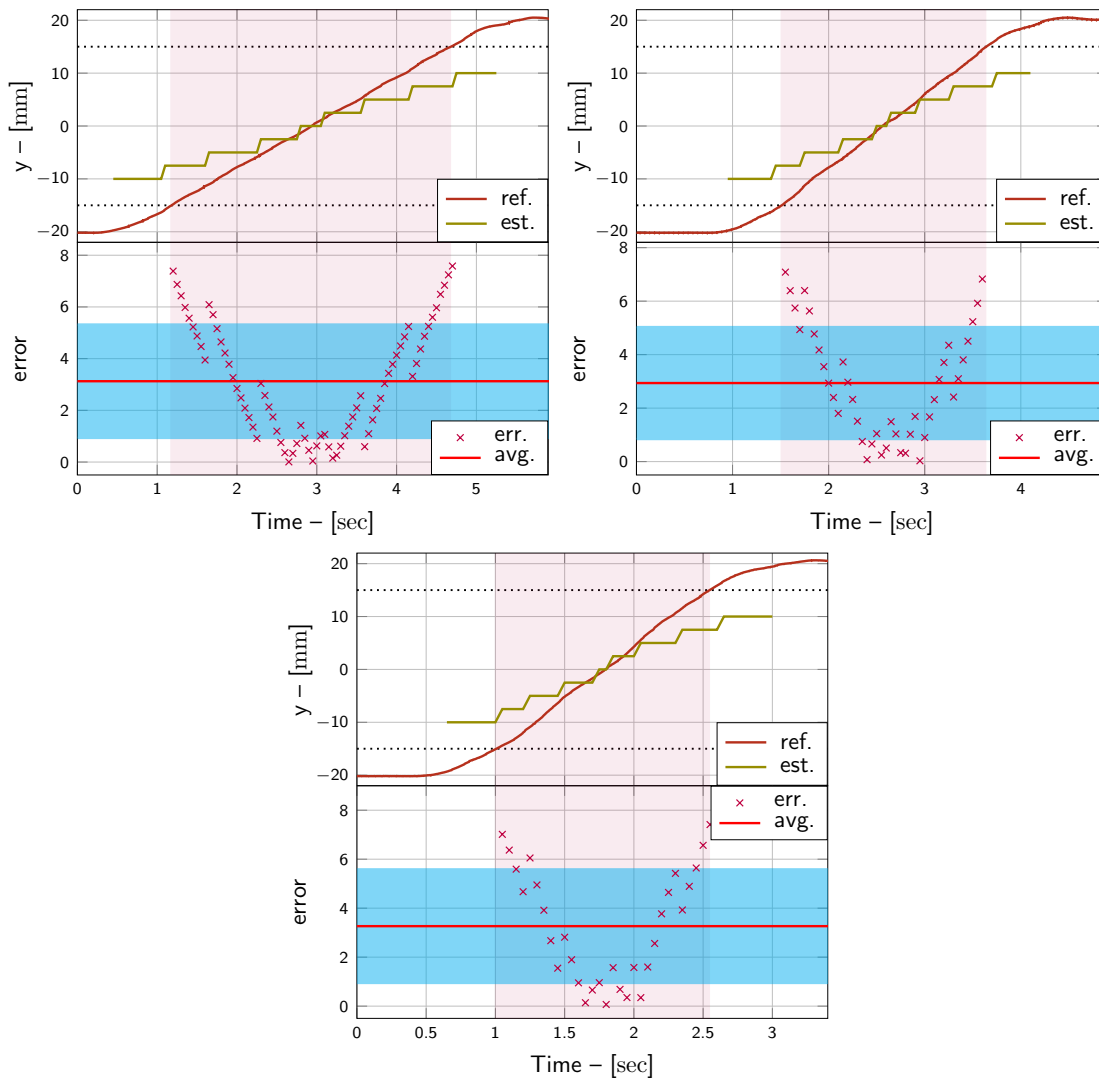 20
10
0
−10
−20
y – [mm]
ref.
est.
8
6
4
2
0
error
err.
avg.
0 1 2 3 4 5
Time – [sec]
20
10
0
−10
−20
y – [mm]
ref.
est.
8
6
4
2
0
error
err.
avg.
0 1 2 3 4
Time – [sec]
20
10
0
−10
−20
y – [mm]
ref.
est.
8
6
4
2
0
error
err.
avg.
0 0.5 1 1.5 2 2.5 3
Time – [sec]